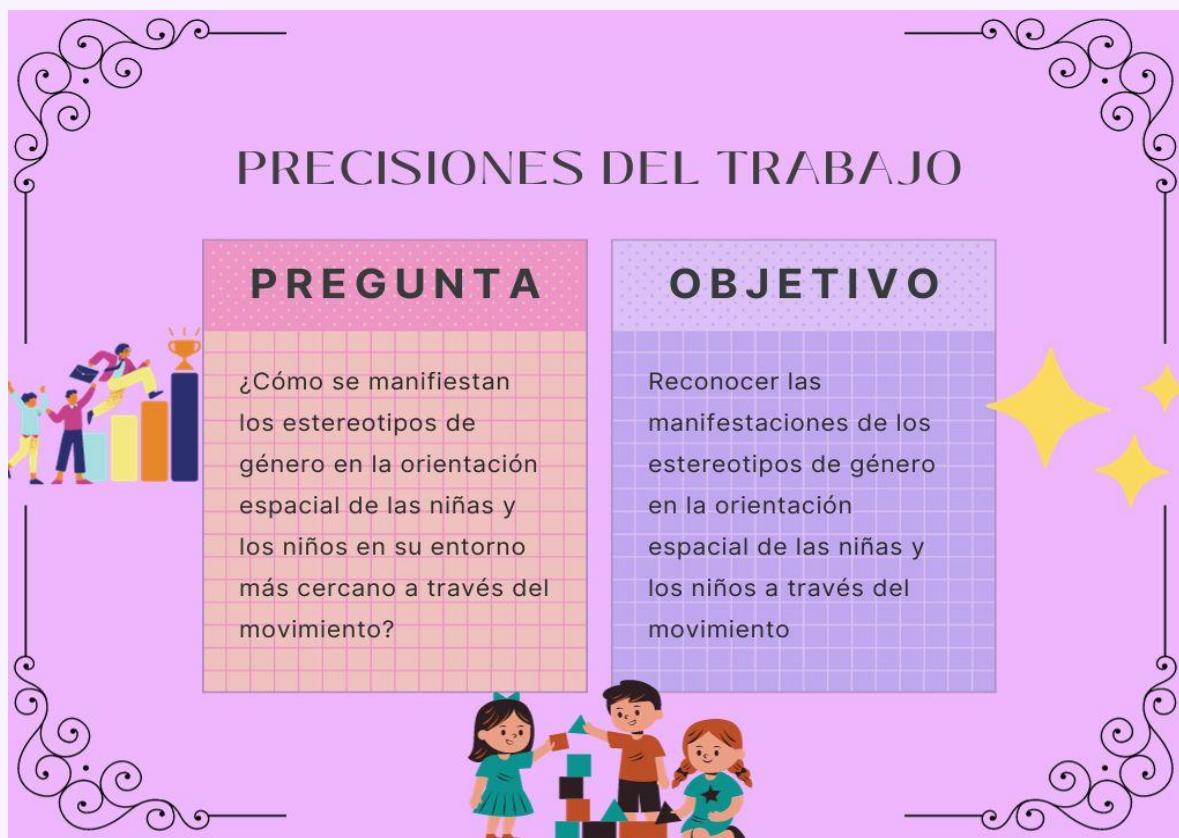 PRECISIONES DEL TRABAJO
PREGUNTA
¿Cómo se manifiestan
los estereotipos de
género en la orientación
espacial de las niñas y
los niños en su entorno
más cercano a través del
movimiento?
OBJETIVO
Reconocer las
manifestaciones de los
estereotipos de género
en la orientación
espacial de las niñas y
los niños a través del
movimiento